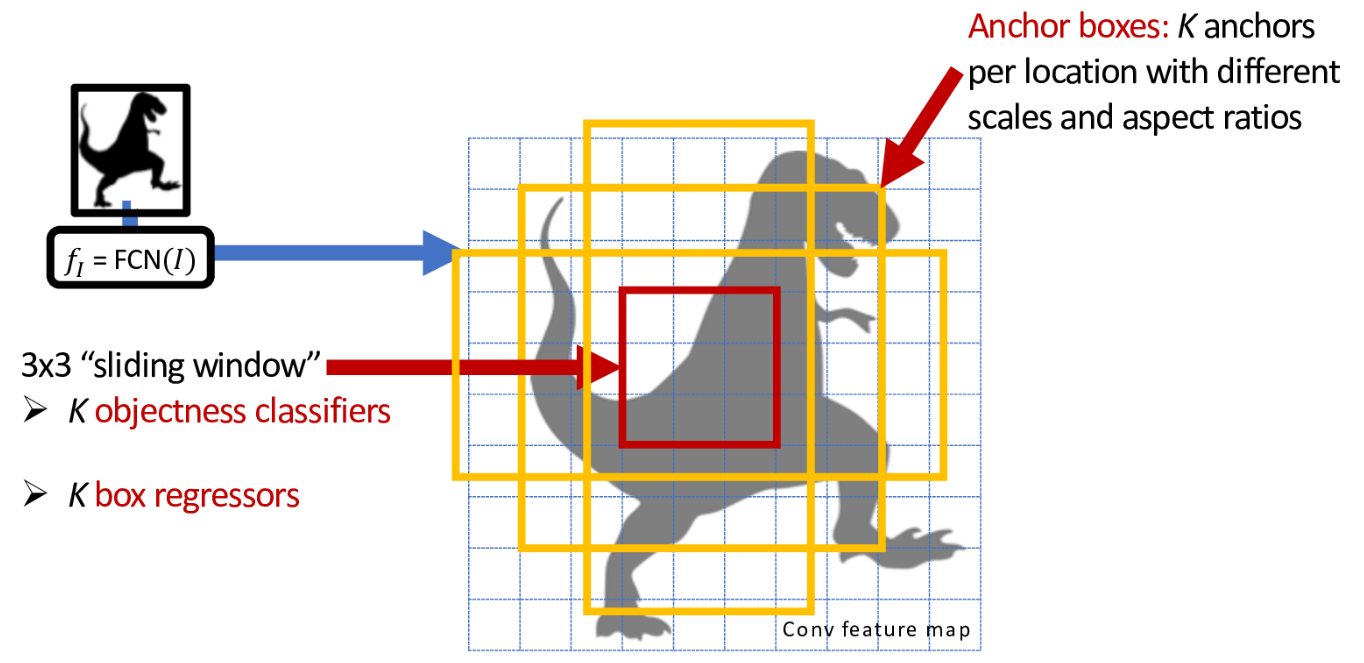 Anchor boxes: K anchors
per location with different
scales and aspect ratios
f_I = FCN(I)
3x3 “sliding window”
➢ K objectness classifiers
➢ K box regressors
Conv feature map